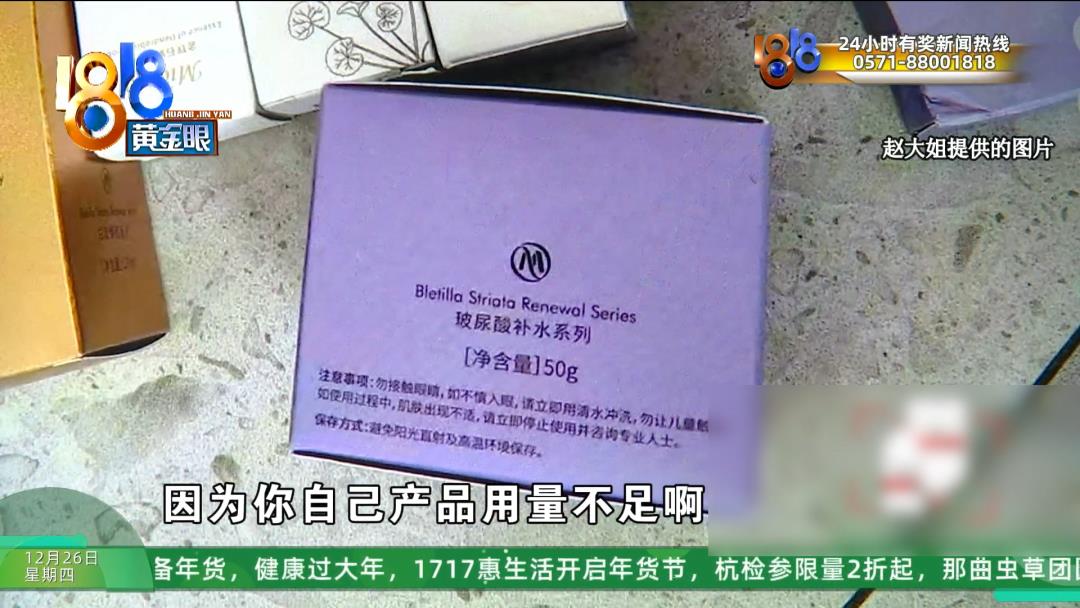 1818
HUANG JIN YAN
黄金眼
24小时有奖新闻热线
0571-88001818
赵大姐提供的图片
Bletilla Striata Renewal Series
玻尿酸补水系列
[净含量]50g
注意事项:勿接触眼睛,如不慎入眼,请立即用清水冲洗,勿让儿童触
如使用过程中,肌肤出现不适,请立即停止使用并咨询专业人士。
保存方式:避免阳光直射及高温环境保存。
因为你自己产品用量不足啊
12月26日
星期四
备年货，健康过大年，1717惠生活开启年货节，杭检参限量2折起，那曲虫草团